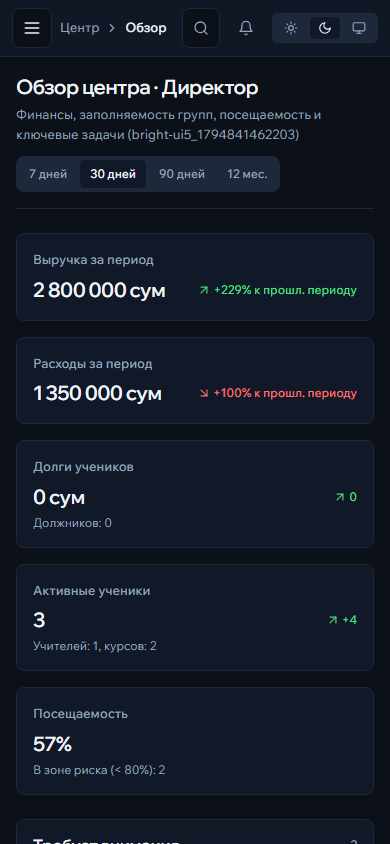 Центр > Обзор
Обзор центра · Директор
Финансы, заполняемость групп, посещаемость и
ключевые задачи (bright-ui5_1794841462203)
7 дней 30 дней 90 дней 12 мес.
Выручка за период
2 800 000 сум
+229% к прошл. периоду
Расходы за период
1 350 000 сум
+100% к прошл. периоду
Долги учеников
0 сум
0
Должников: 0
Активные ученики
3
+4
Учителей: 1, курсов: 2
Посещаемость
57%
В зоне риска (< 80%): 2
Требует внимания